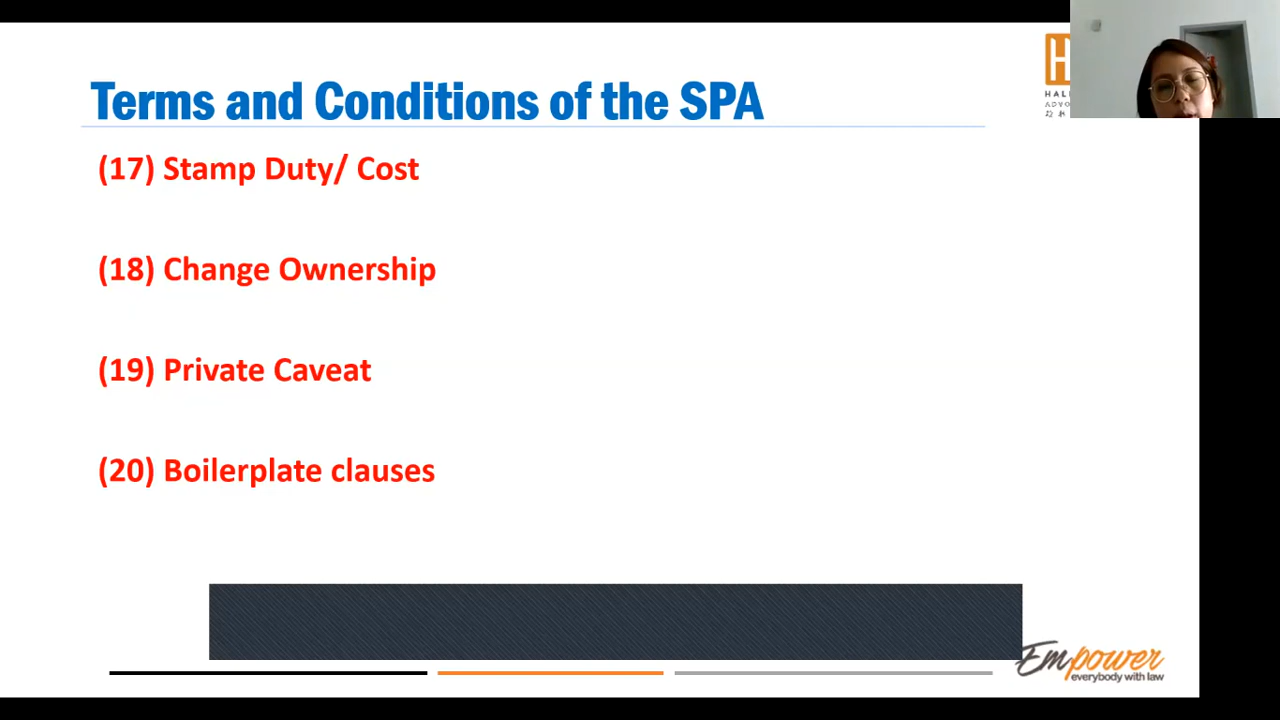 Terms and Conditions of the SPA
(17) Stamp Duty/ Cost
(18) Change Ownership
(19) Private Caveat
(20) Boilerplate clauses
Empower
everybody with law